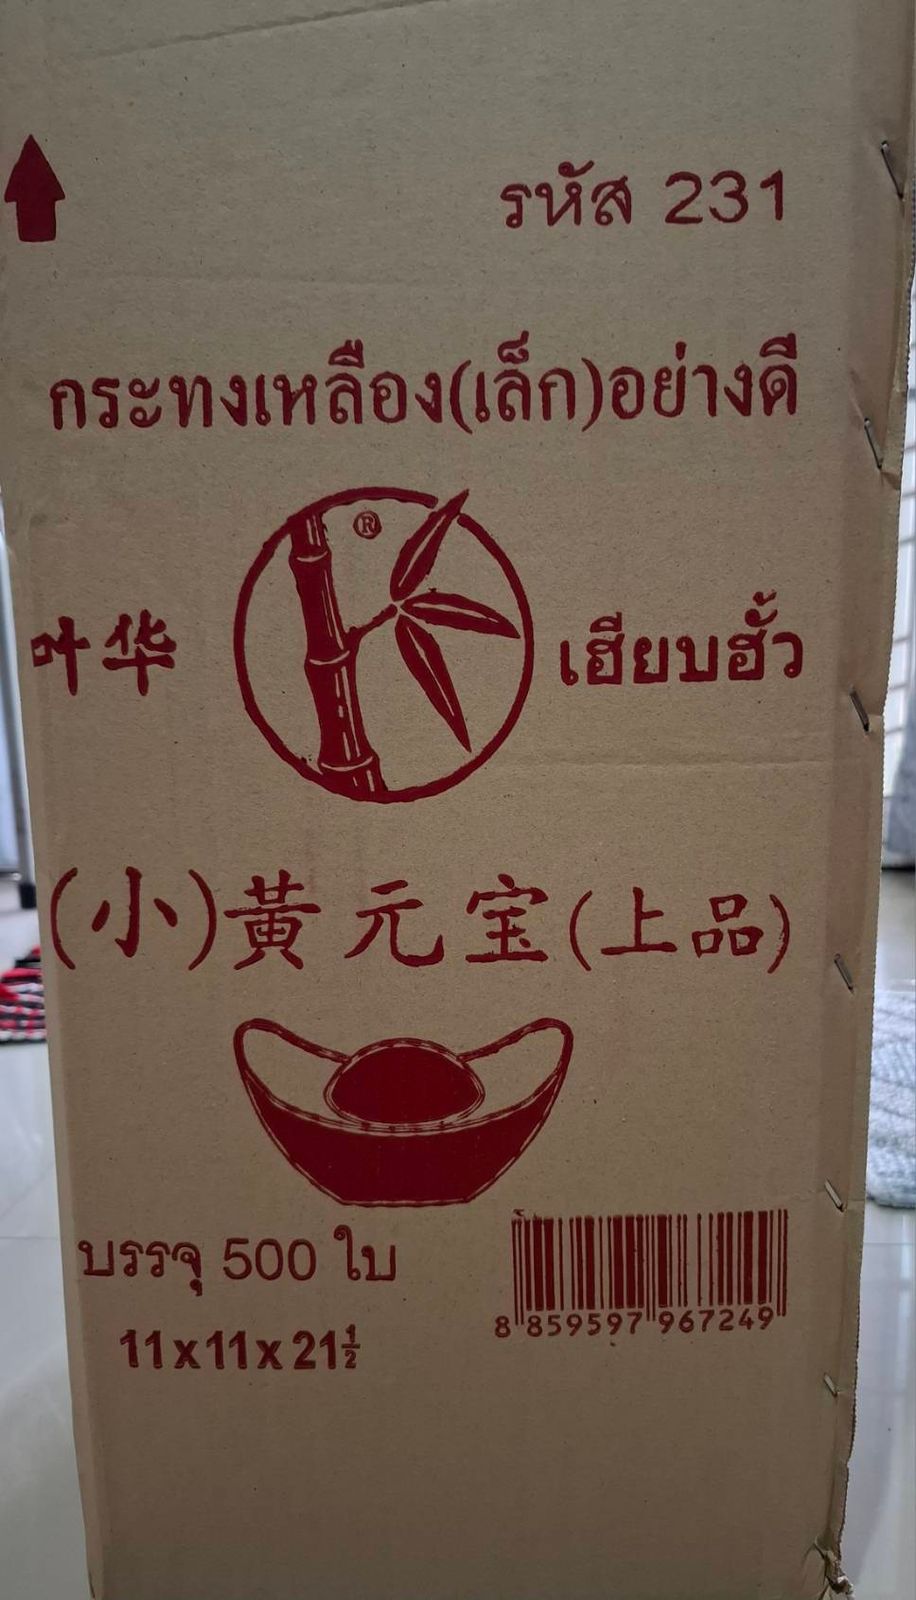 รหัส 231
กระทงเหลือง(เล็ก)อย่างดี
®
叶华 เฮียบฮั้ว
(小)黃元宝(上品)
บรรจุ 500 ใบ
11x11x21½
8 859597 967249